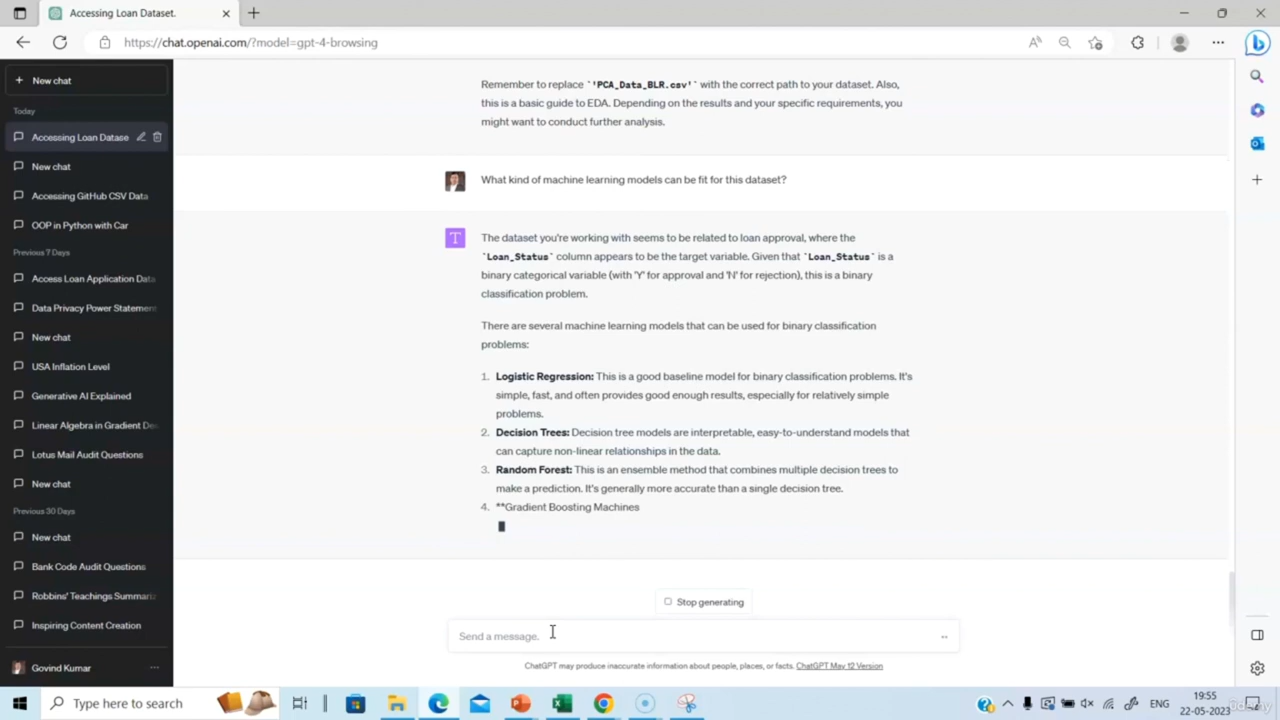 Accessing Loan Dataset.
https://chat.openai.com/?model=gpt-4-browsing
New chat
Today
Accessing Loan Datase
New chat
Accessing GitHub CSV Data
OOP in Python with Car
Previous 7 Days
Access Loan Application Data
Data Privacy Power Statement
New chat
USA Inflation Level
Generative AI Explained
Linear Algebra in Gradient De
Lotus Mail Audit Questions
New chat
Previous 30 Days
New chat
Bank Code Audit Questions
Robbins' Teachings Summariz
Inspiring Content Creation
Govind Kumar
Remember to replace `'PCA_Data_BLR.csv'` with the correct path to your dataset. Also,
this is a basic guide to EDA. Depending on the results and your specific requirements, you
might want to conduct further analysis.
What kind of machine learning models can be fit for this dataset?
T
The dataset you're working with seems to be related to loan approval, where the
`Loan_Status` column appears to be the target variable. Given that `Loan_Status` is a
binary categorical variable (with 'Y' for approval and 'N' for rejection), this is a binary
classification problem.
There are several machine learning models that can be used for binary classification
problems:
1. Logistic Regression: This is a good baseline model for binary classification problems. It's
simple, fast, and often provides good enough results, especially for relatively simple
problems.
2. Decision Trees: Decision tree models are interpretable, easy-to-understand models that
can capture non-linear relationships in the data.
3. Random Forest: This is an ensemble method that combines multiple decision trees to
make a prediction. It's generally more accurate than a single decision tree.
4. **Gradient Boosting Machines
Stop generating
Send a message.
ChatGPT may produce inaccurate information about people, places, or facts. ChatGPT May 12 Version
Type here to search
ENG
19:55
22-05-2023
Udemy